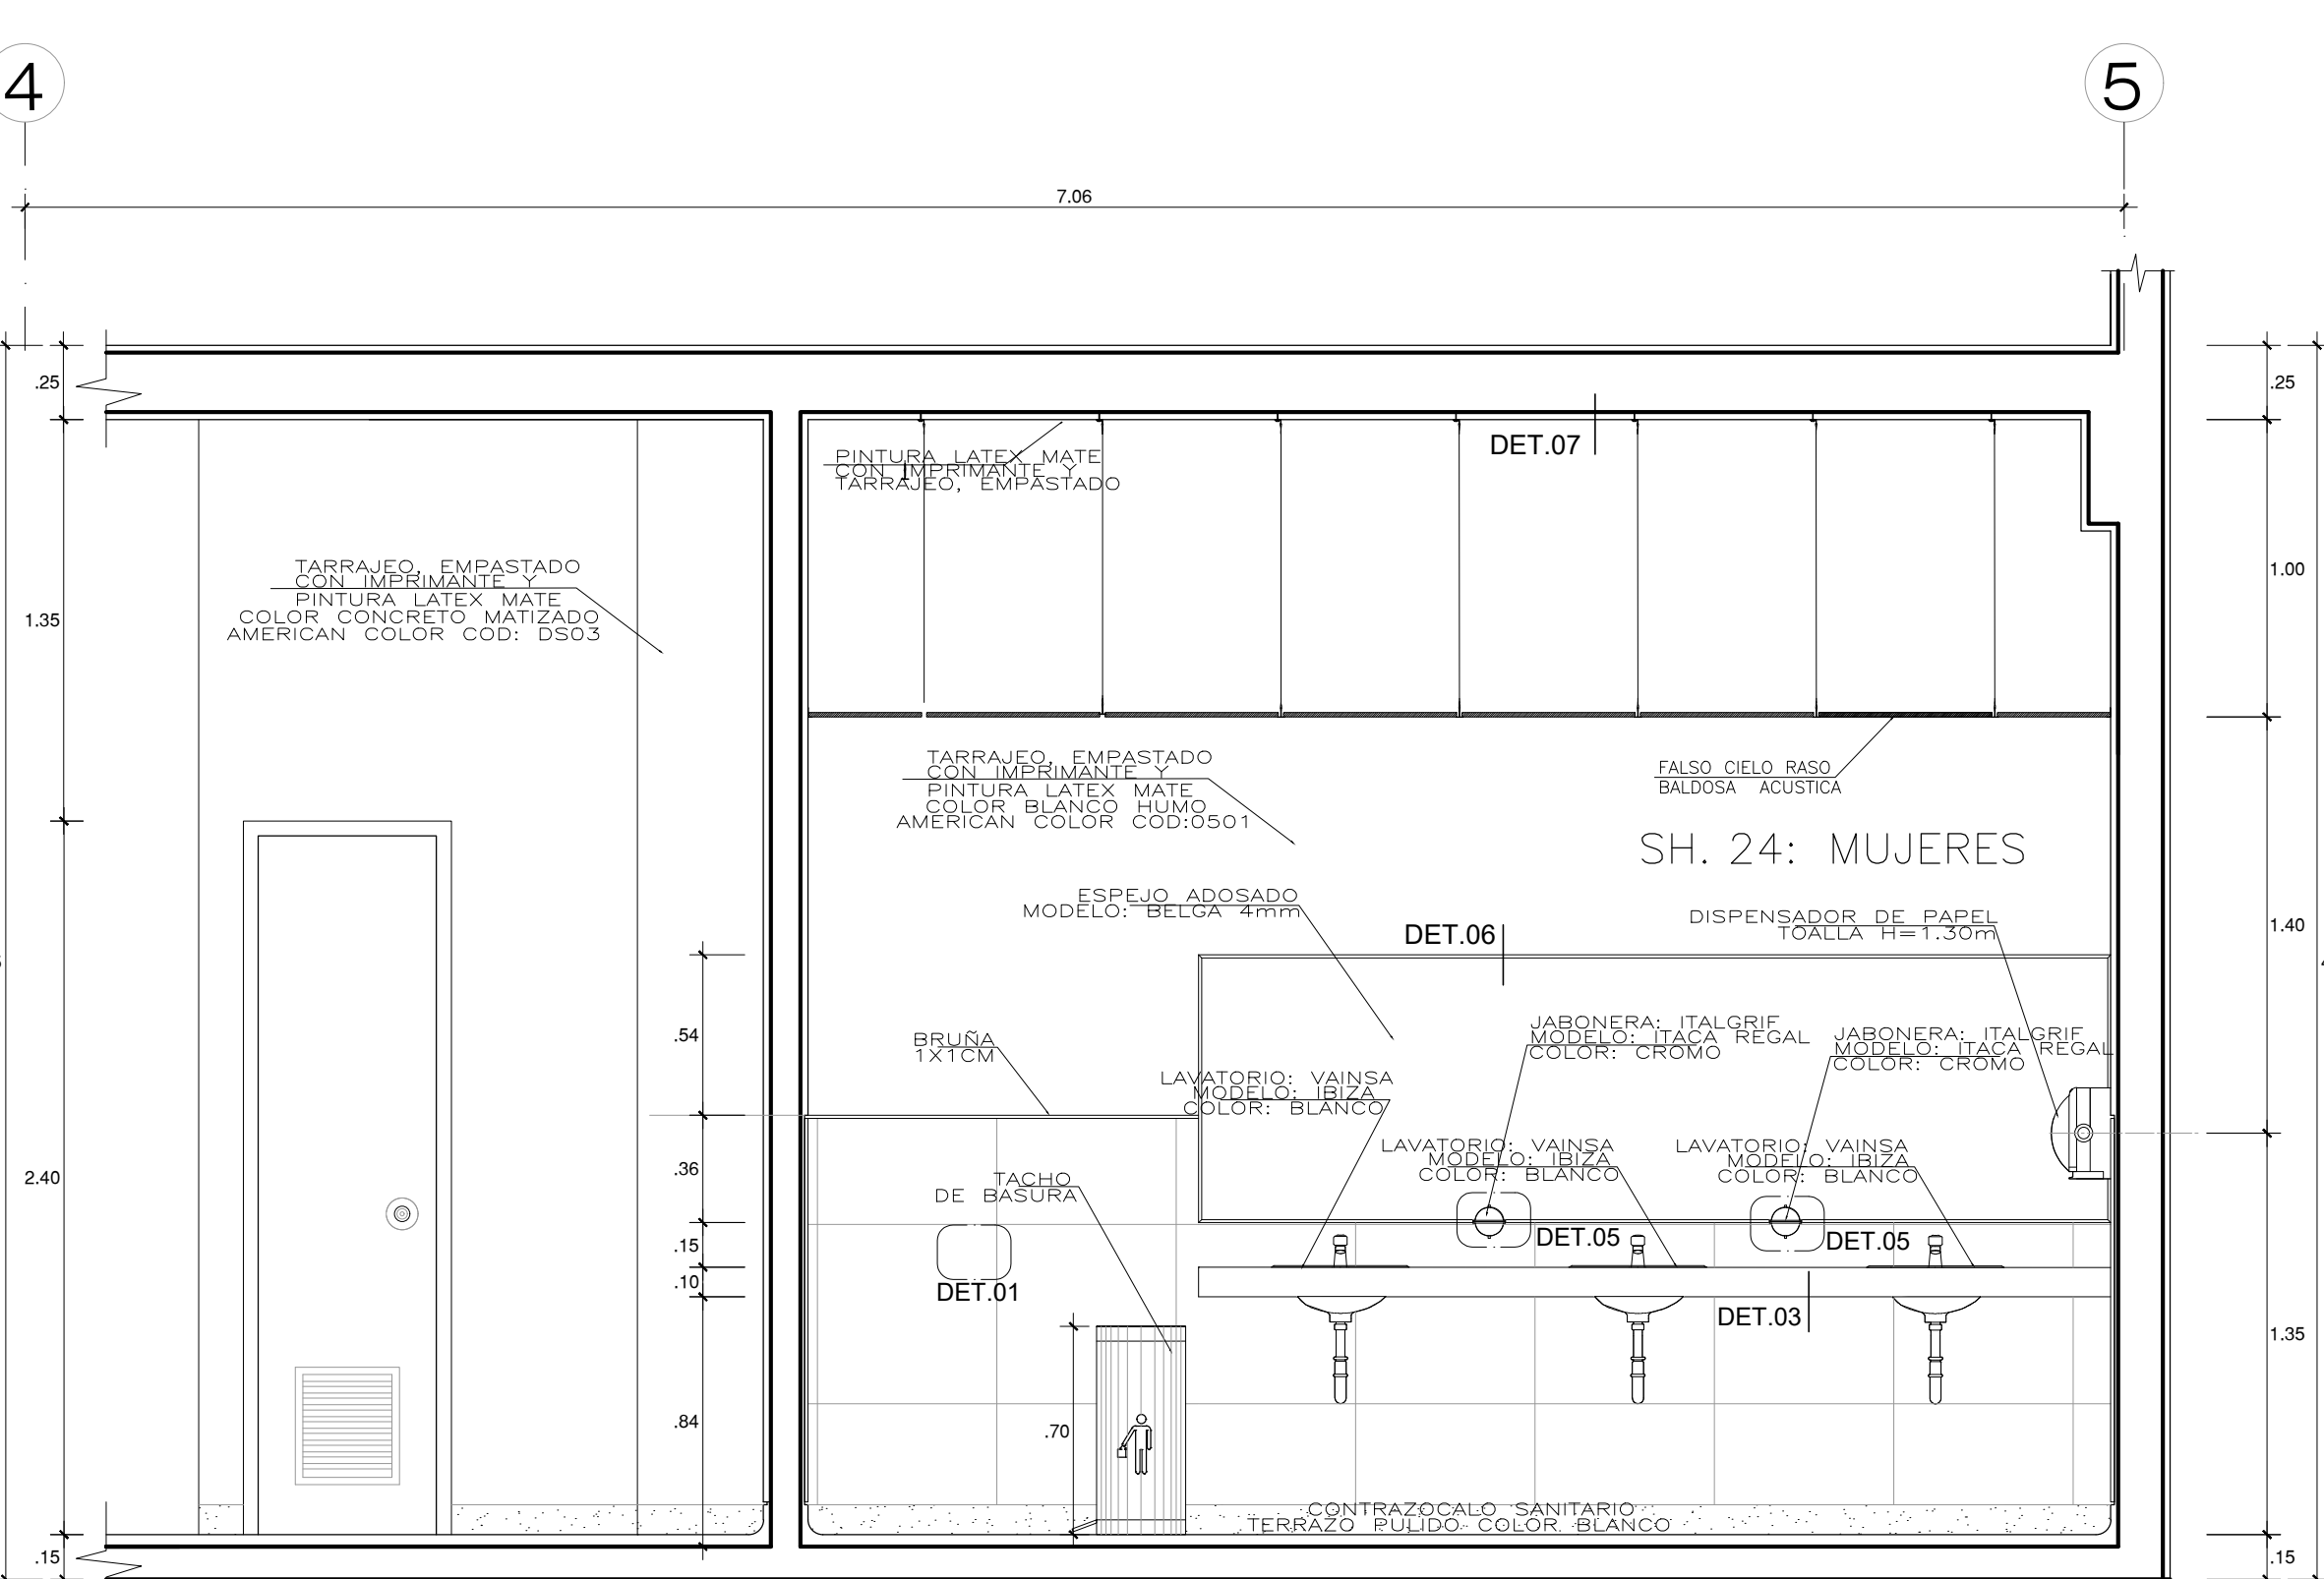 4
5
7.06
.25
.25
DET.07
PINTURA LATEX MATE
CON IMPRIMANTE Y
TARRAJEO, EMPASTADO
TARRAJEO, EMPASTADO
CON IMPRIMANTE Y
PINTURA LATEX MATE
COLOR CONCRETO MATIZADO
AMERICAN COLOR COD: DS03
1.35
1.00
TARRAJEO, EMPASTADO
CON IMPRIMANTE Y
PINTURA LATEX MATE
COLOR BLANCO HUMO
AMERICAN COLOR COD:0501
FALSO CIELO RASO
BALDOSA ACUSTICA
SH. 24: MUJERES
ESPEJO ADOSADO
MODELO: BELGA 4mm
DET.06
DISPENSADOR DE PAPEL
TOALLA H=1.30m
1.40
.54
BRUÑA
1X1CM
JABONERA: ITALGRIF
MODELO: ITACA REGAL
COLOR: CROMO
JABONERA: ITALGRIF
MODELO: ITACA REGAL
COLOR: CROMO
LAVATORIO: VAINSA
MODELO: IBIZA
COLOR: BLANCO
LAVATORIO: VAINSA
MODELO: IBIZA
COLOR: BLANCO
LAVATORIO: VAINSA
MODELO: IBIZA
COLOR: BLANCO
2.40
.36
TACHO
DE BASURA
.15
DET.05
DET.05
.10
DET.01
DET.03
1.35
.84
.70
CONTRAZOCALO SANITARIO
TERRAZO PULIDO COLOR BLANCO
.15
.15